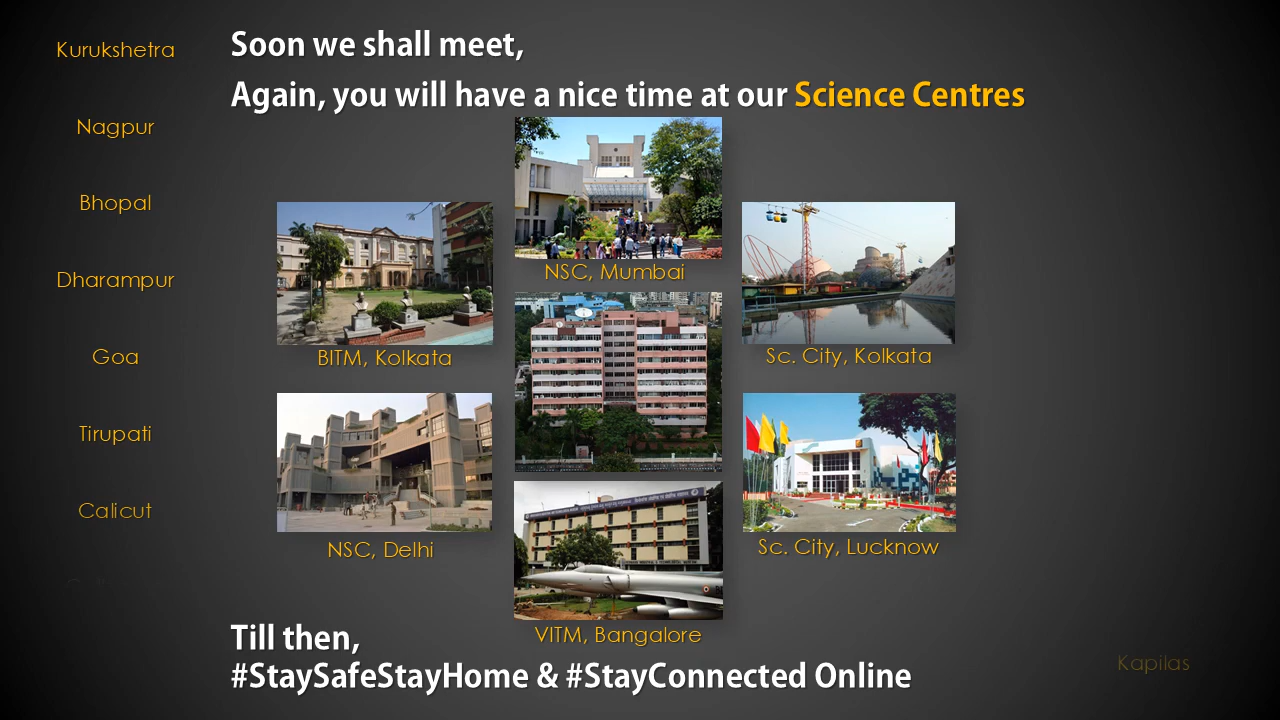 Kurukshetra
Nagpur
Bhopal
Dharampur
Goa
Tirupati
Calicut
Soon we shall meet,
Again, you will have a nice time at our Science Centres
NSC, Mumbai
BITM, Kolkata
Sc. City, Kolkata
NSC, Delhi
Sc. City, Lucknow
VITM, Bangalore
Till then,
#StaySafeStayHome & #StayConnected Online
Kapilas